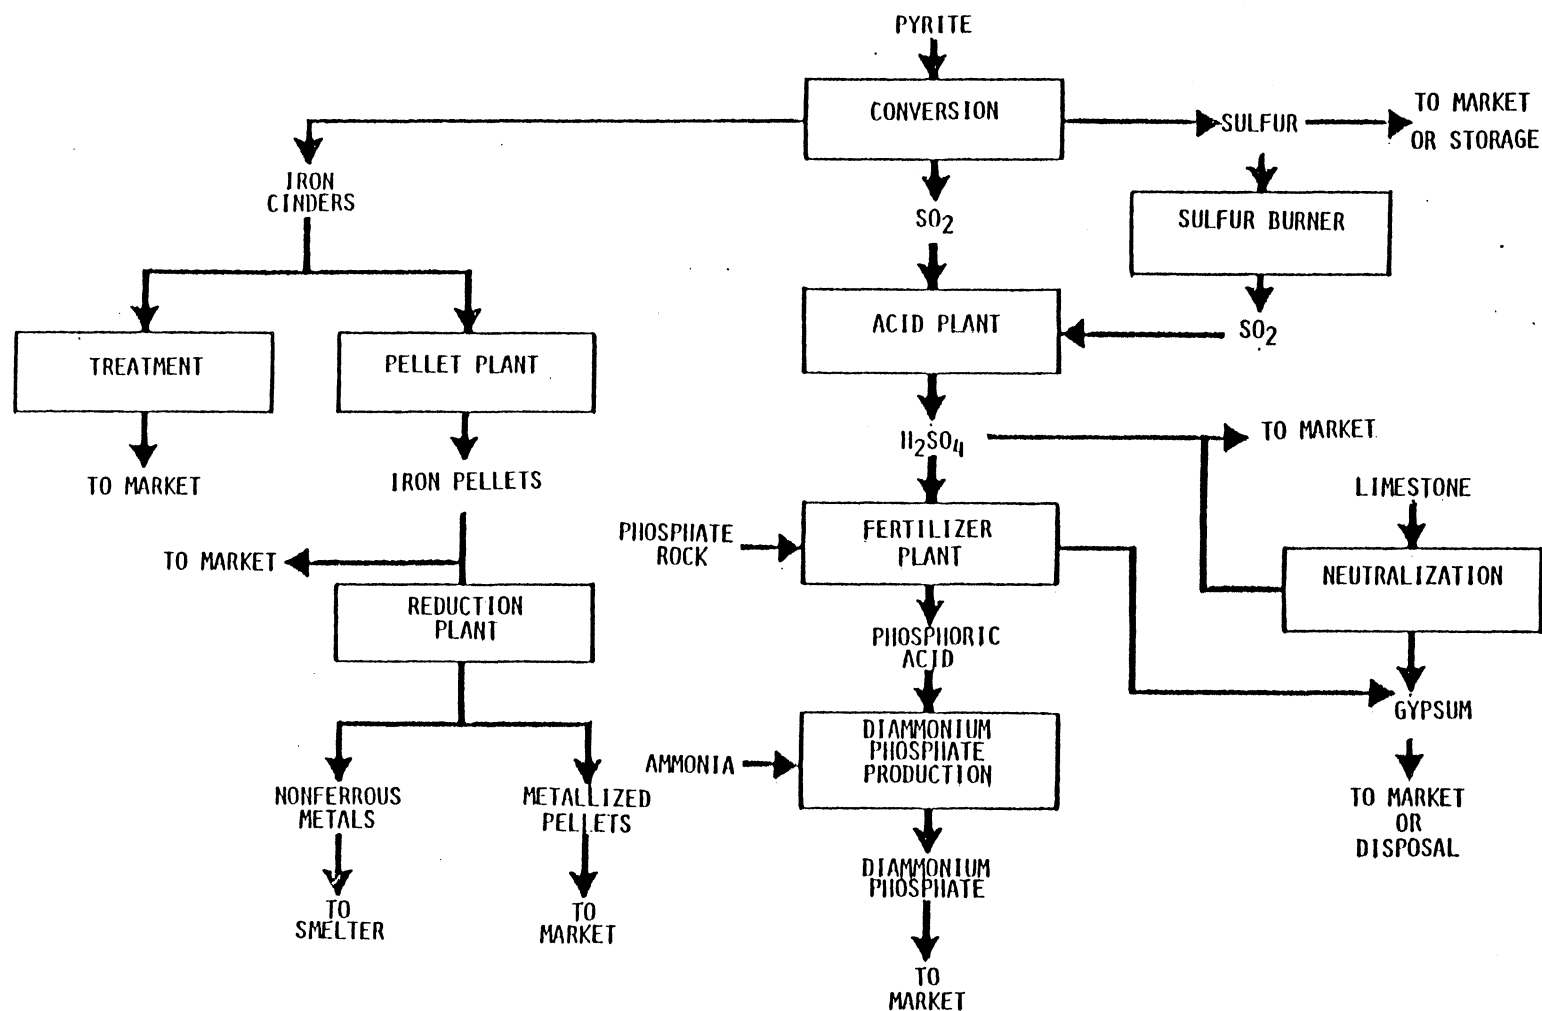 PYRITE
CONVERSION
SULFUR
TO MARKET
OR STORAGE
IRON
CINDERS
SO2
SULFUR BURNER
ACID PLANT
SO2
TREATMENT
PELLET PLANT
H2SO4
TO MARKET
TO MARKET
IRON PELLETS
LIMESTONE
PHOSPHATE
ROCK
FERTILIZER
PLANT
TO MARKET
NEUTRALIZATION
REDUCTION
PLANT
PHOSPHORIC
ACID
GYPSUM
AMMONIA
DIAMMONIUM
PHOSPHATE
PRODUCTION
NONFERROUS
METALS
METALLIZED
PELLETS
TO MARKET
OR
DISPOSAL
DIAMMONIUM
PHOSPHATE
TO
SMELTER
TO
MARKET
TO
MARKET